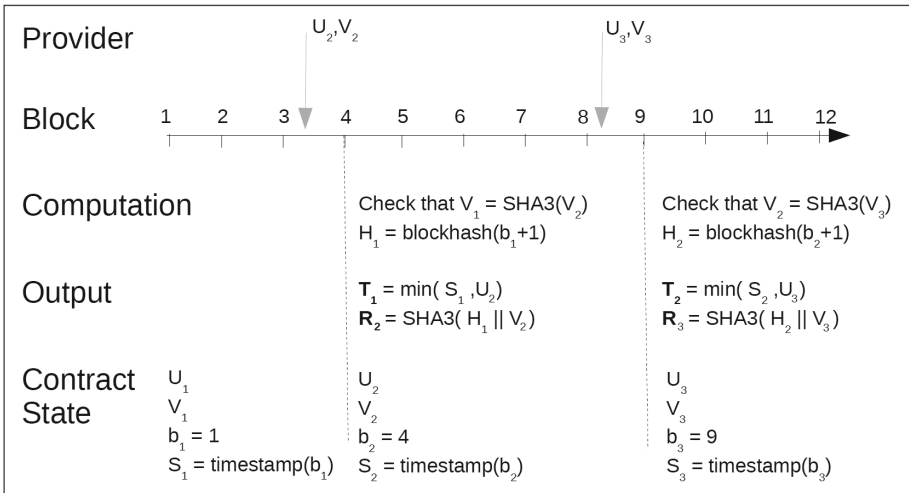 Provider
U2,V2
U3,V3
Block
1 2 3 4 5 6 7 8 9 10 11 12
Computation
Check that V1 = SHA3(V2)
H1 = blockhash(b1+1)
Check that V2 = SHA3(V3)
H2 = blockhash(b2+1)
Output
T1 = min( S1 ,U2)
R2 = SHA3( H1 || V2 )
T2 = min( S2 ,U3)
R3 = SHA3( H2 || V3 )
Contract
State
U1
V1
b1 = 1
S1 = timestamp(b1)
U2
V2
b2 = 4
S2 = timestamp(b2)
U3
V3
b3 = 9
S3 = timestamp(b3)